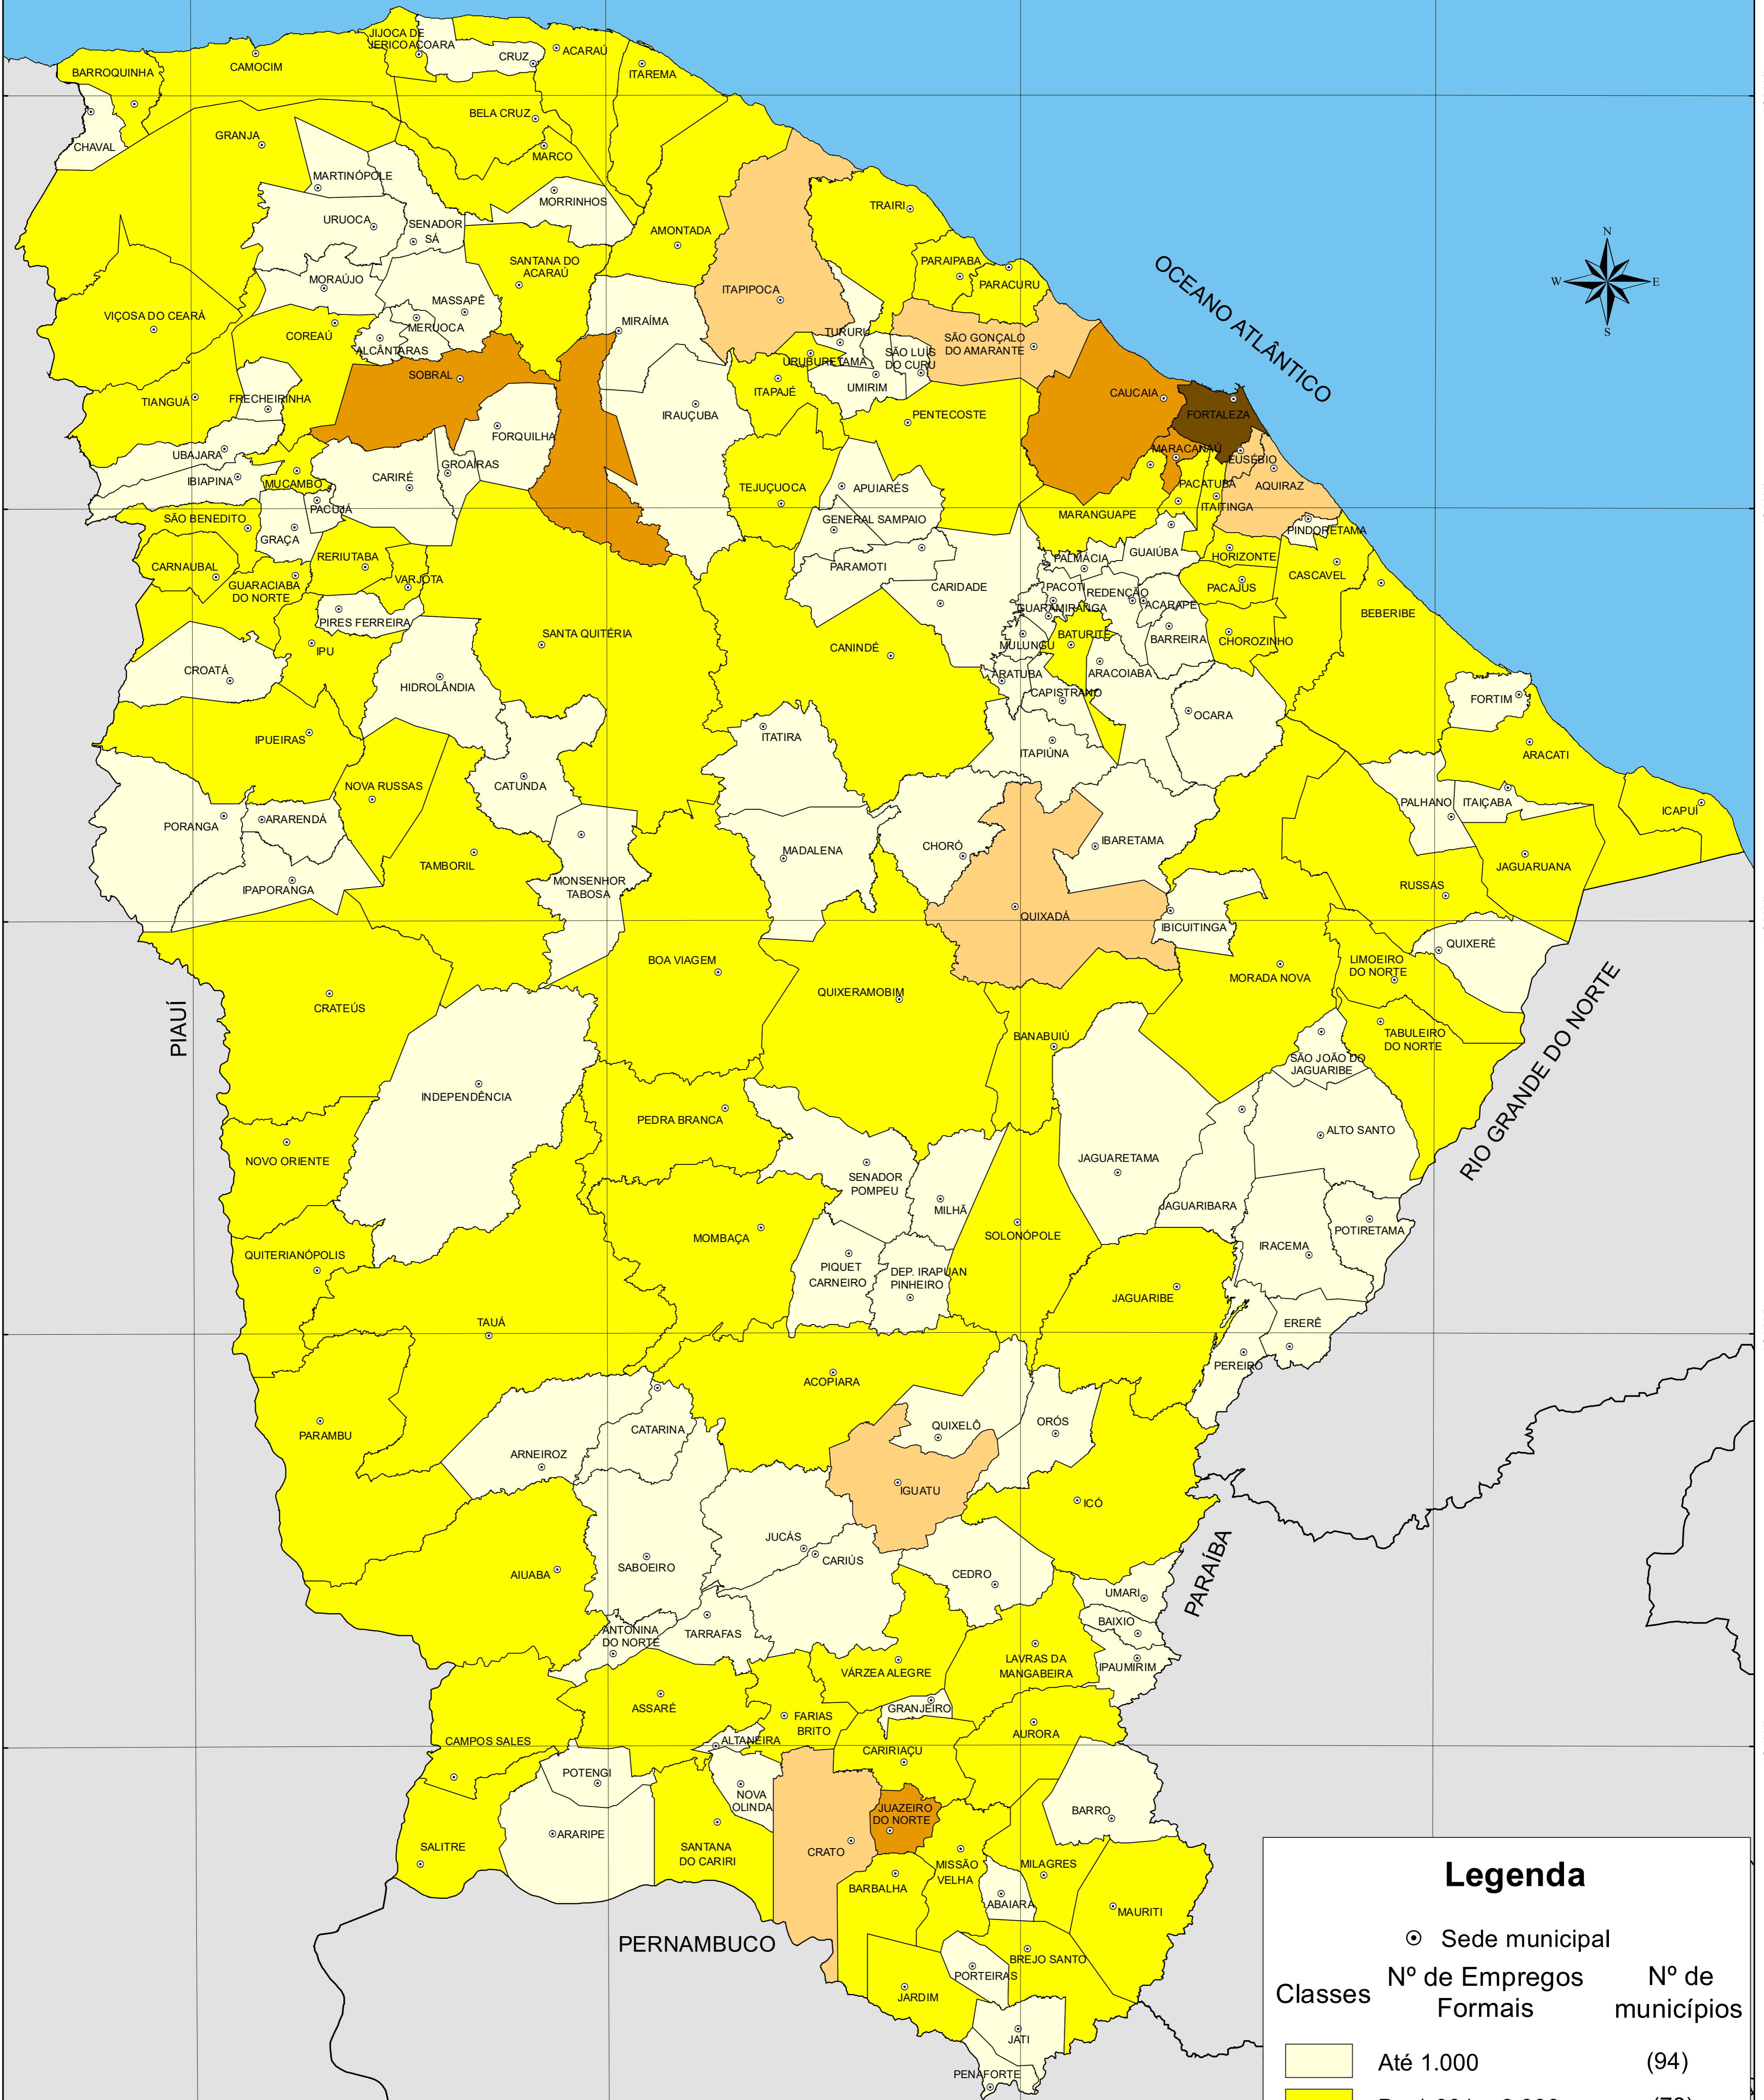 JIJOCA DE
JERICOACOARA
CRUZ
ACARAÚ
BARROQUINHA
CAMOCIM
ITAREMA
BELA CRUZ
GRANJA
CHAVAL
MARCO
MARTINÓPOLE
MORRINHOS
TRAIRI
URUOCA
SENADOR
SÁ
AMONTADA
N
W
E
S
OCEANO ATLÂNTICO
SANTANA DO
ACARAÚ
PARAIPABA
MORAÚJO
ITAPIPOCA
PARACURU
MASSAPÊ
VIÇOSA DO CEARÁ
MIRAÍMA
MERUOCA
COREAÚ
TURURU
SÃO GONÇALO
DO AMARANTE
ALCÂNTARAS
SÃO LUÍS
DO CURU
URUBURETAMA
SOBRAL
UMIRIM
ITAPAJÉ
CAUCAIA
FRECHEIRINHA
TIANGUÁ
IRAUÇUBA
PENTECOSTE
FORTALEZA
FORQUILHA
MARACANAÚ
UBAJARA
EUSÉBIO
GROAÍRAS
CARIRÉ
IBIAPINA
MUCAMBO
TEJUÇUOCA
APUIARÉS
PACATUBA
AQUIRAZ
PACUJÁ
ITAITINGA
SÃO BENEDITO
MARANGUAPE
GENERAL SAMPAIO
PINDORETAMA
GRAÇA
GUAIÚBA
RERIUTABA
PALMÁCIA
HORIZONTE
CARNAUBAL
PARAMOTI
CASCAVEL
VARJOTA
GUARACIABA
DO NORTE
CARIDADE
PACOTI
REDENÇÃO
PACAJUS
ACARAPE
GUARAMIRANGA
BEBERIBE
PIRES FERREIRA
SANTA QUITÉRIA
BATURITÉ
BARREIRA
CHOROZINHO
MULUNGU
CANINDÉ
IPU
CROATÁ
ARATUBA
ARACOIABA
HIDROLÂNDIA
CAPISTRANO
FORTIM
OCARA
IPUEIRAS
ITATIRA
ITAPIÚNA
ARACATI
NOVA RUSSAS
CATUNDA
PALHANO
ITAIÇABA
ICAPUÍ
ARARENDÁ
PORANGA
IBARETAMA
CHORÓ
MADALENA
TAMBORIL
JAGUARUANA
MONSENHOR
TABOSA
IPAPORANGA
RUSSAS
QUIXADÁ
IBICUITINGA
QUIXERÉ
BOA VIAGEM
LIMOEIRO
DO NORTE
MORADA NOVA
QUIXERAMOBIM
CRATEÚS
PIAUÍ
BANABUIÚ
TABULEIRO
DO NORTE
RIO GRANDE DO NORTE
SÃO JOÃO DO
JAGUARIBE
INDEPENDÊNCIA
PEDRA BRANCA
ALTO SANTO
NOVO ORIENTE
JAGUARETAMA
SENADOR
POMPEU
MILHÃ
JAGUARIBARA
POTIRETAMA
MOMBAÇA
SOLONÓPOLE
IRACEMA
QUITERIANÓPOLIS
PIQUET
CARNEIRO
DEP. IRAPUAN
PINHEIRO
JAGUARIBE
TAUÁ
ERERÊ
PEREIRO
ACOPIARA
QUIXELÔ
ORÓS
CATARINA
PARAMBU
ARNEIROZ
IGUATU
ICÓ
JUCÁS
CARIÚS
PARAÍBA
SABOEIRO
CEDRO
AIUABA
UMARI
BAIXIO
ANTONINA
DO NORTE
TARRAFAS
LAVRAS DA
MANGABEIRA
IPAUMIRIM
VÁRZEA ALEGRE
ASSARÉ
GRANJEIRO
FARIAS
BRITO
AURORA
CAMPOS SALES
ALTANEIRA
CARIRIAÇU
POTENGI
NOVA
OLINDA
JUAZEIRO
DO NORTE
BARRO
ARARIPE
SALITRE
SANTANA
DO CARIRI
CRATO
MISSÃO
VELHA
MILAGRES
BARBALHA
ABAIARA
MAURITI
PERNAMBUCO
BREJO SANTO
PORTEIRAS
JARDIM
JATI
PENAFORTE
Legenda
Sede municipal
Classes
Nº de Empregos
Formais
Nº de
municípios
Até 1.000
(94)